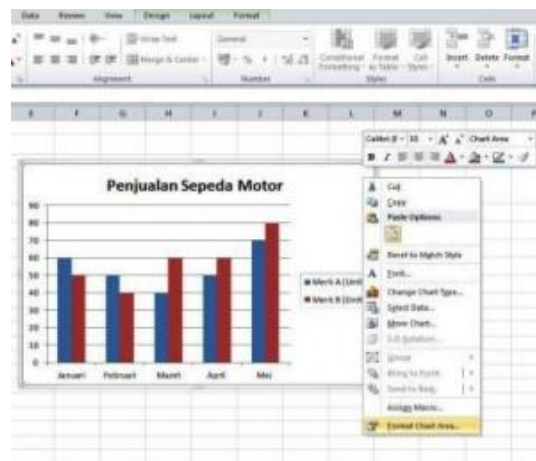 Data Review View Design Layout Format
Wrap Text General
Merge & Center
Conditional Formatting Format as Table Cell Styles
Insert Delete Format
Alignment Number Styles Cells
E F G H I J K L M N O P
Calibri (I 10 A A Chart Area
B I
Penjualan Sepeda Motor
90
80
70
60
50
40
30
20
10
0
Januari Februari Maret April Mei
Merk A (Unit
Merk B (Unit
Cut
Copy
Paste Options:
Reset to Match Style
Font...
Change Chart Type...
Select Data...
Move Chart...
3-D Rotation...
Group
Bring to Front
Send to Back
Assign Macro...
Format Chart Area...